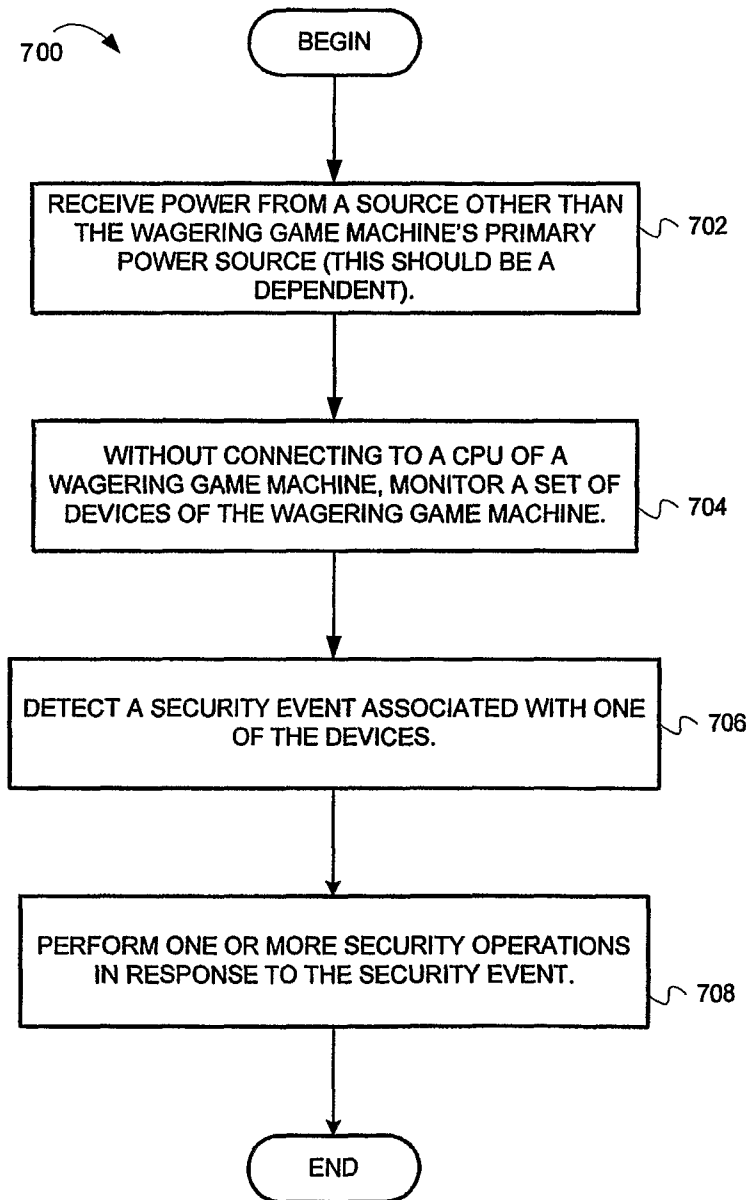 700
BEGIN
RECEIVE POWER FROM A SOURCE OTHER THAN
THE WAGERING GAME MACHINE'S PRIMARY
POWER SOURCE (THIS SHOULD BE A
DEPENDENT).
702
WITHOUT CONNECTING TO A CPU OF A
WAGERING GAME MACHINE, MONITOR A SET OF
DEVICES OF THE WAGERING GAME MACHINE.
704
DETECT A SECURITY EVENT ASSOCIATED WITH ONE
OF THE DEVICES.
706
PERFORM ONE OR MORE SECURITY OPERATIONS
IN RESPONSE TO THE SECURITY EVENT.
708
END